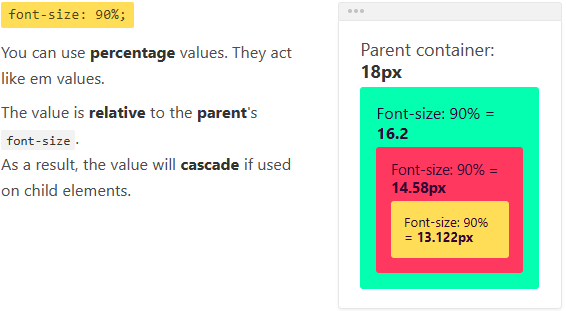 font-size: 90%;
You can use percentage values. They act
like em values.
The value is relative to the parent's
font-size.
As a result, the value will cascade if used
on child elements.
Parent container:
18px
Font-size: 90% =
16.2
Font-size: 90% =
14.58px
Font-size: 90%
= 13.122px